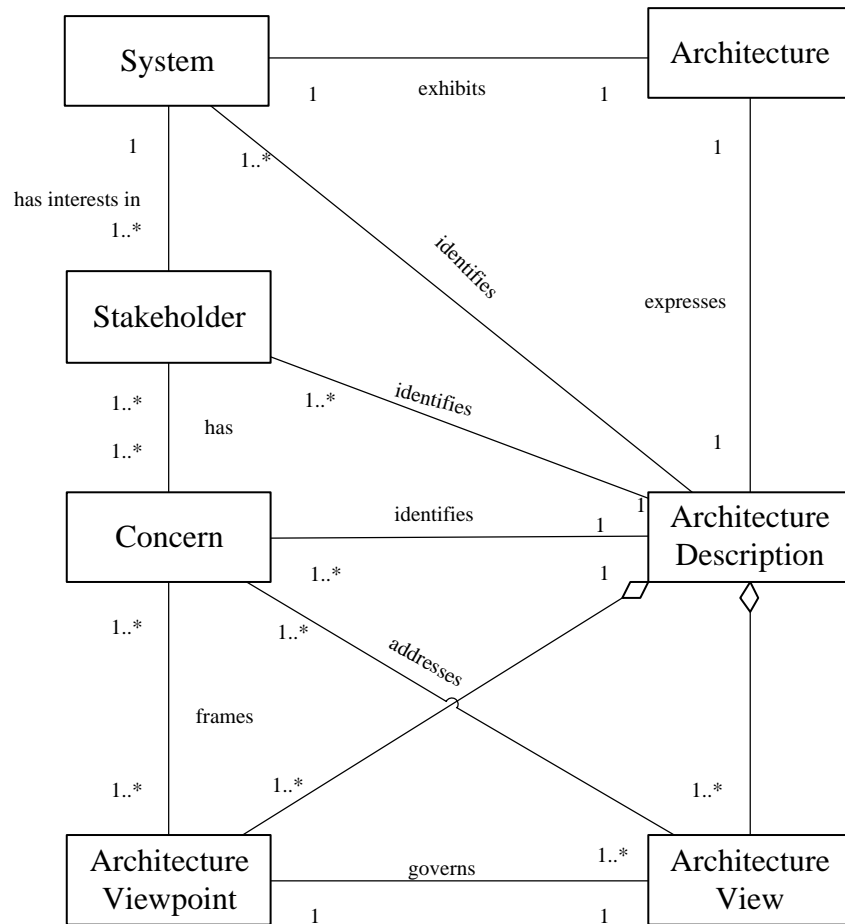 System
Architecture
exhibits
1
1
1
1
1..*
has interests in
1..*
identifies
Stakeholder
expresses
1..*
identifies
1..*
has
1..*
1
Concern
identifies
1
1
Architecture
Description
1..*
1
1..*
1..*
addresses
frames
1..*
1..*
1..*
Architecture
Viewpoint
governs
1..*
Architecture
View
1
1